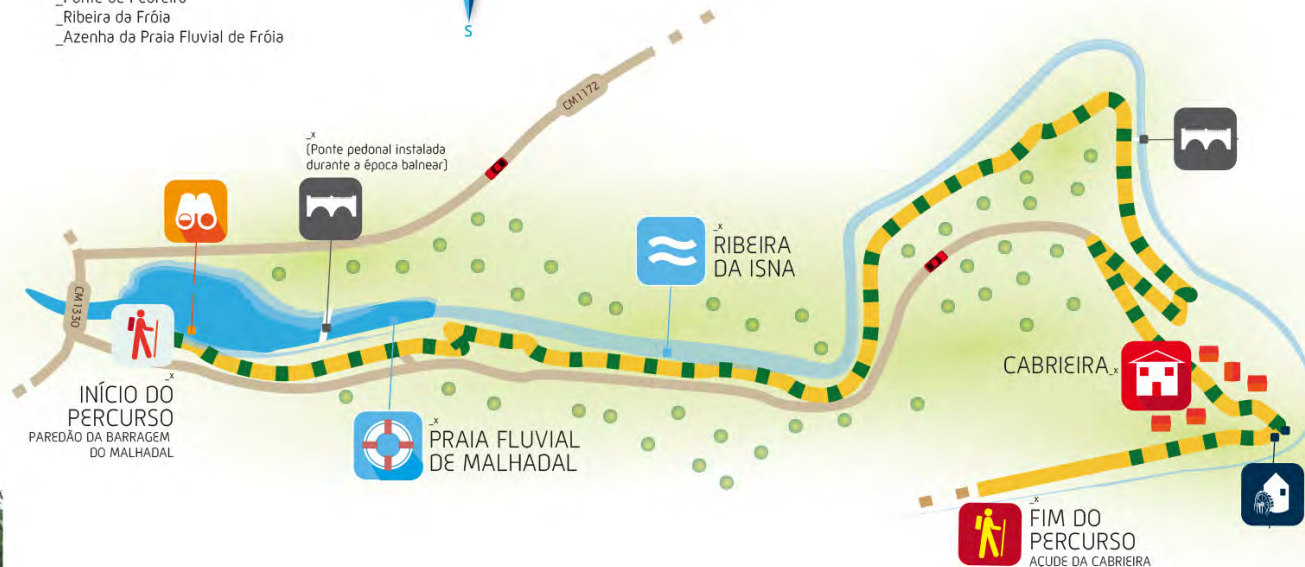 _Ribeira da Fróia
_Azenha da Praia Fluvial de Fróia
S
CM1172
_x
(Ponte pedonal instalada
durante a época balnear)
_x
RIBEIRA
DA ISNA
CM1330
_x
INÍCIO DO
PERCURSO
PAREDÃO DA BARRAGEM
DO MALHADAL
_x
PRAIA FLUVIAL
DE MALHADAL
CABRIEIRA_x
_x
FIM DO
PERCURSO
AÇUDE DA CABRIEIRA